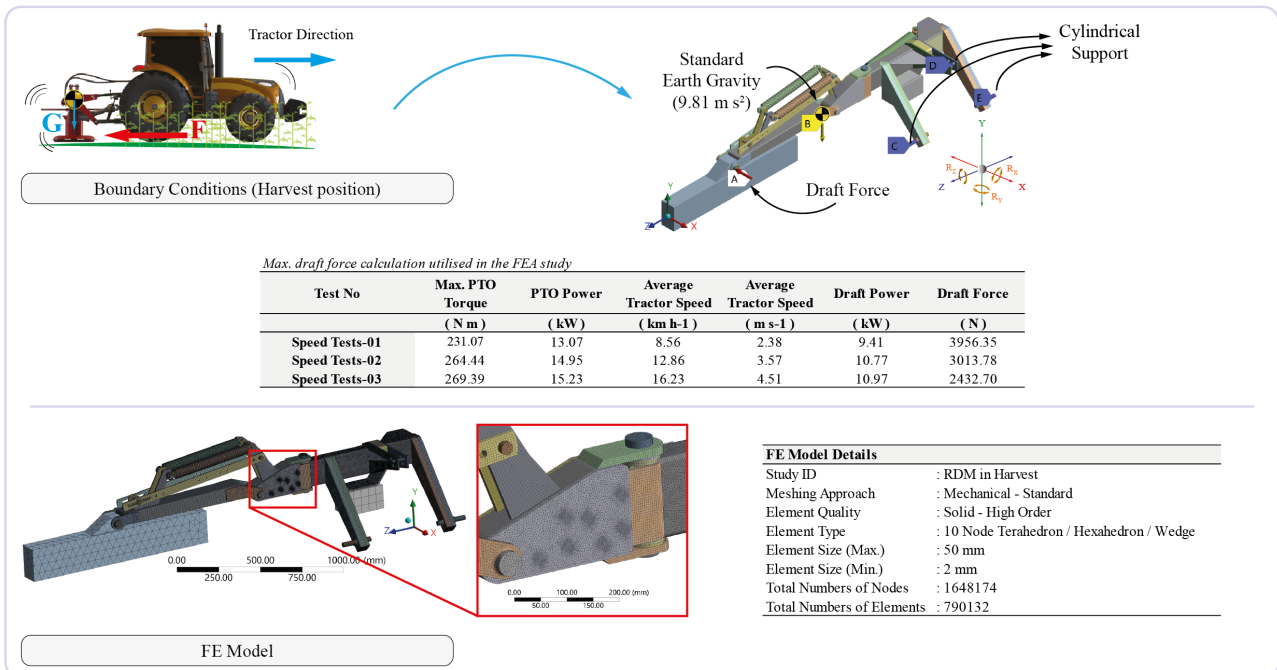 Tractor Direction
G
F
Boundary Conditions (Harvest position)
Standard
Earth Gravity
(9.81 m s²)
Cylindrical
Support
D
E
B
C
A
Draft Force
Y
Z
X
Y
Z
X
RZ
RX
RY
Max. draft force calculation utilised in the FEA study
Test No Max. PTO Torque PTO Power Average Tractor Speed Average Tractor Speed Draft Power Draft Force
( N m ) ( kW ) ( km h-1 ) ( m s-1 ) ( kW ) ( N )
Speed Tests-01 231.07 13.07 8.56 2.38 9.41 3956.35
Speed Tests-02 264.44 14.95 12.86 3.57 10.77 3013.78
Speed Tests-03 269.39 15.23 16.23 4.51 10.97 2432.70
Y
Z
X
0.00 500.00 1000.00 (mm)
250.00 750.00
0.00 100.00 200.00 (mm)
50.00 150.00
FE Model
FE Model Details
Study ID : RDM in Harvest
Meshing Approach : Mechanical - Standard
Element Quality : Solid - High Order
Element Type : 10 Node Terahedron / Hexahedron / Wedge
Element Size (Max.) : 50 mm
Element Size (Min.) : 2 mm
Total Numbers of Nodes : 1648174
Total Numbers of Elements : 790132